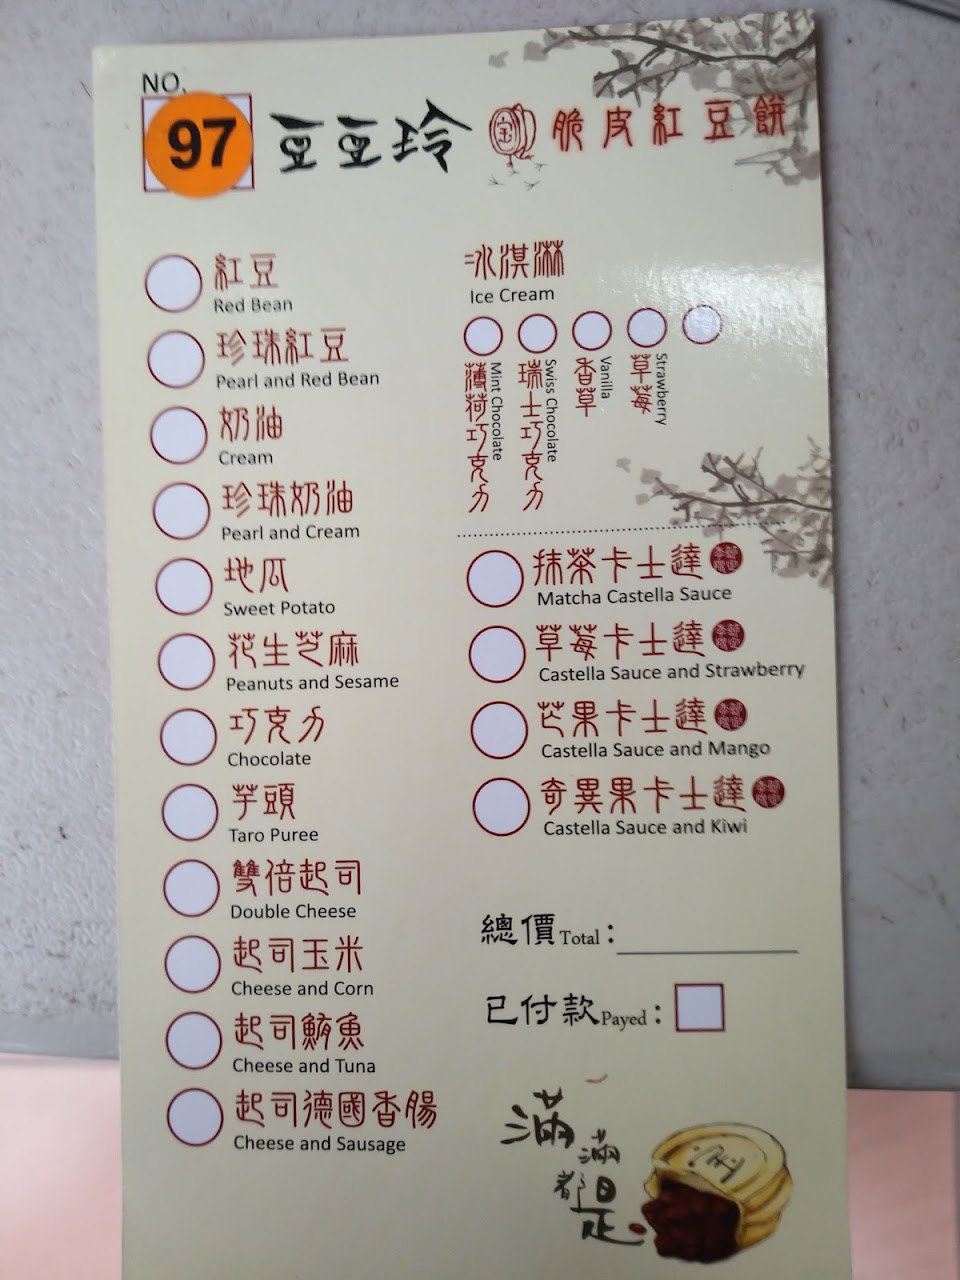 NO.
97
豆豆玲 脆皮紅豆餅
紅豆
Red Bean
珍珠紅豆
Pearl and Red Bean
奶油
Cream
珍珠奶油
Pearl and Cream
地瓜
Sweet Potato
花生芝麻
Peanuts and Sesame
巧克力
Chocolate
芋頭
Taro Puree
雙倍起司
Double Cheese
起司玉米
Cheese and Corn
起司鮪魚
Cheese and Tuna
起司德國香腸
Cheese and Sausage
冰淇淋
Ice Cream
薄荷巧克力
Mint Chocolate
瑞士巧克力
Swiss Chocolate
香草
Vanilla
草莓
Strawberry
抹茶卡士達
Matcha Castella Sauce
草莓卡士達
Castella Sauce and Strawberry
芒果卡士達
Castella Sauce and Mango
奇異果卡士達
Castella Sauce and Kiwi
總價Total：
已付款Payed：
滿滿都是